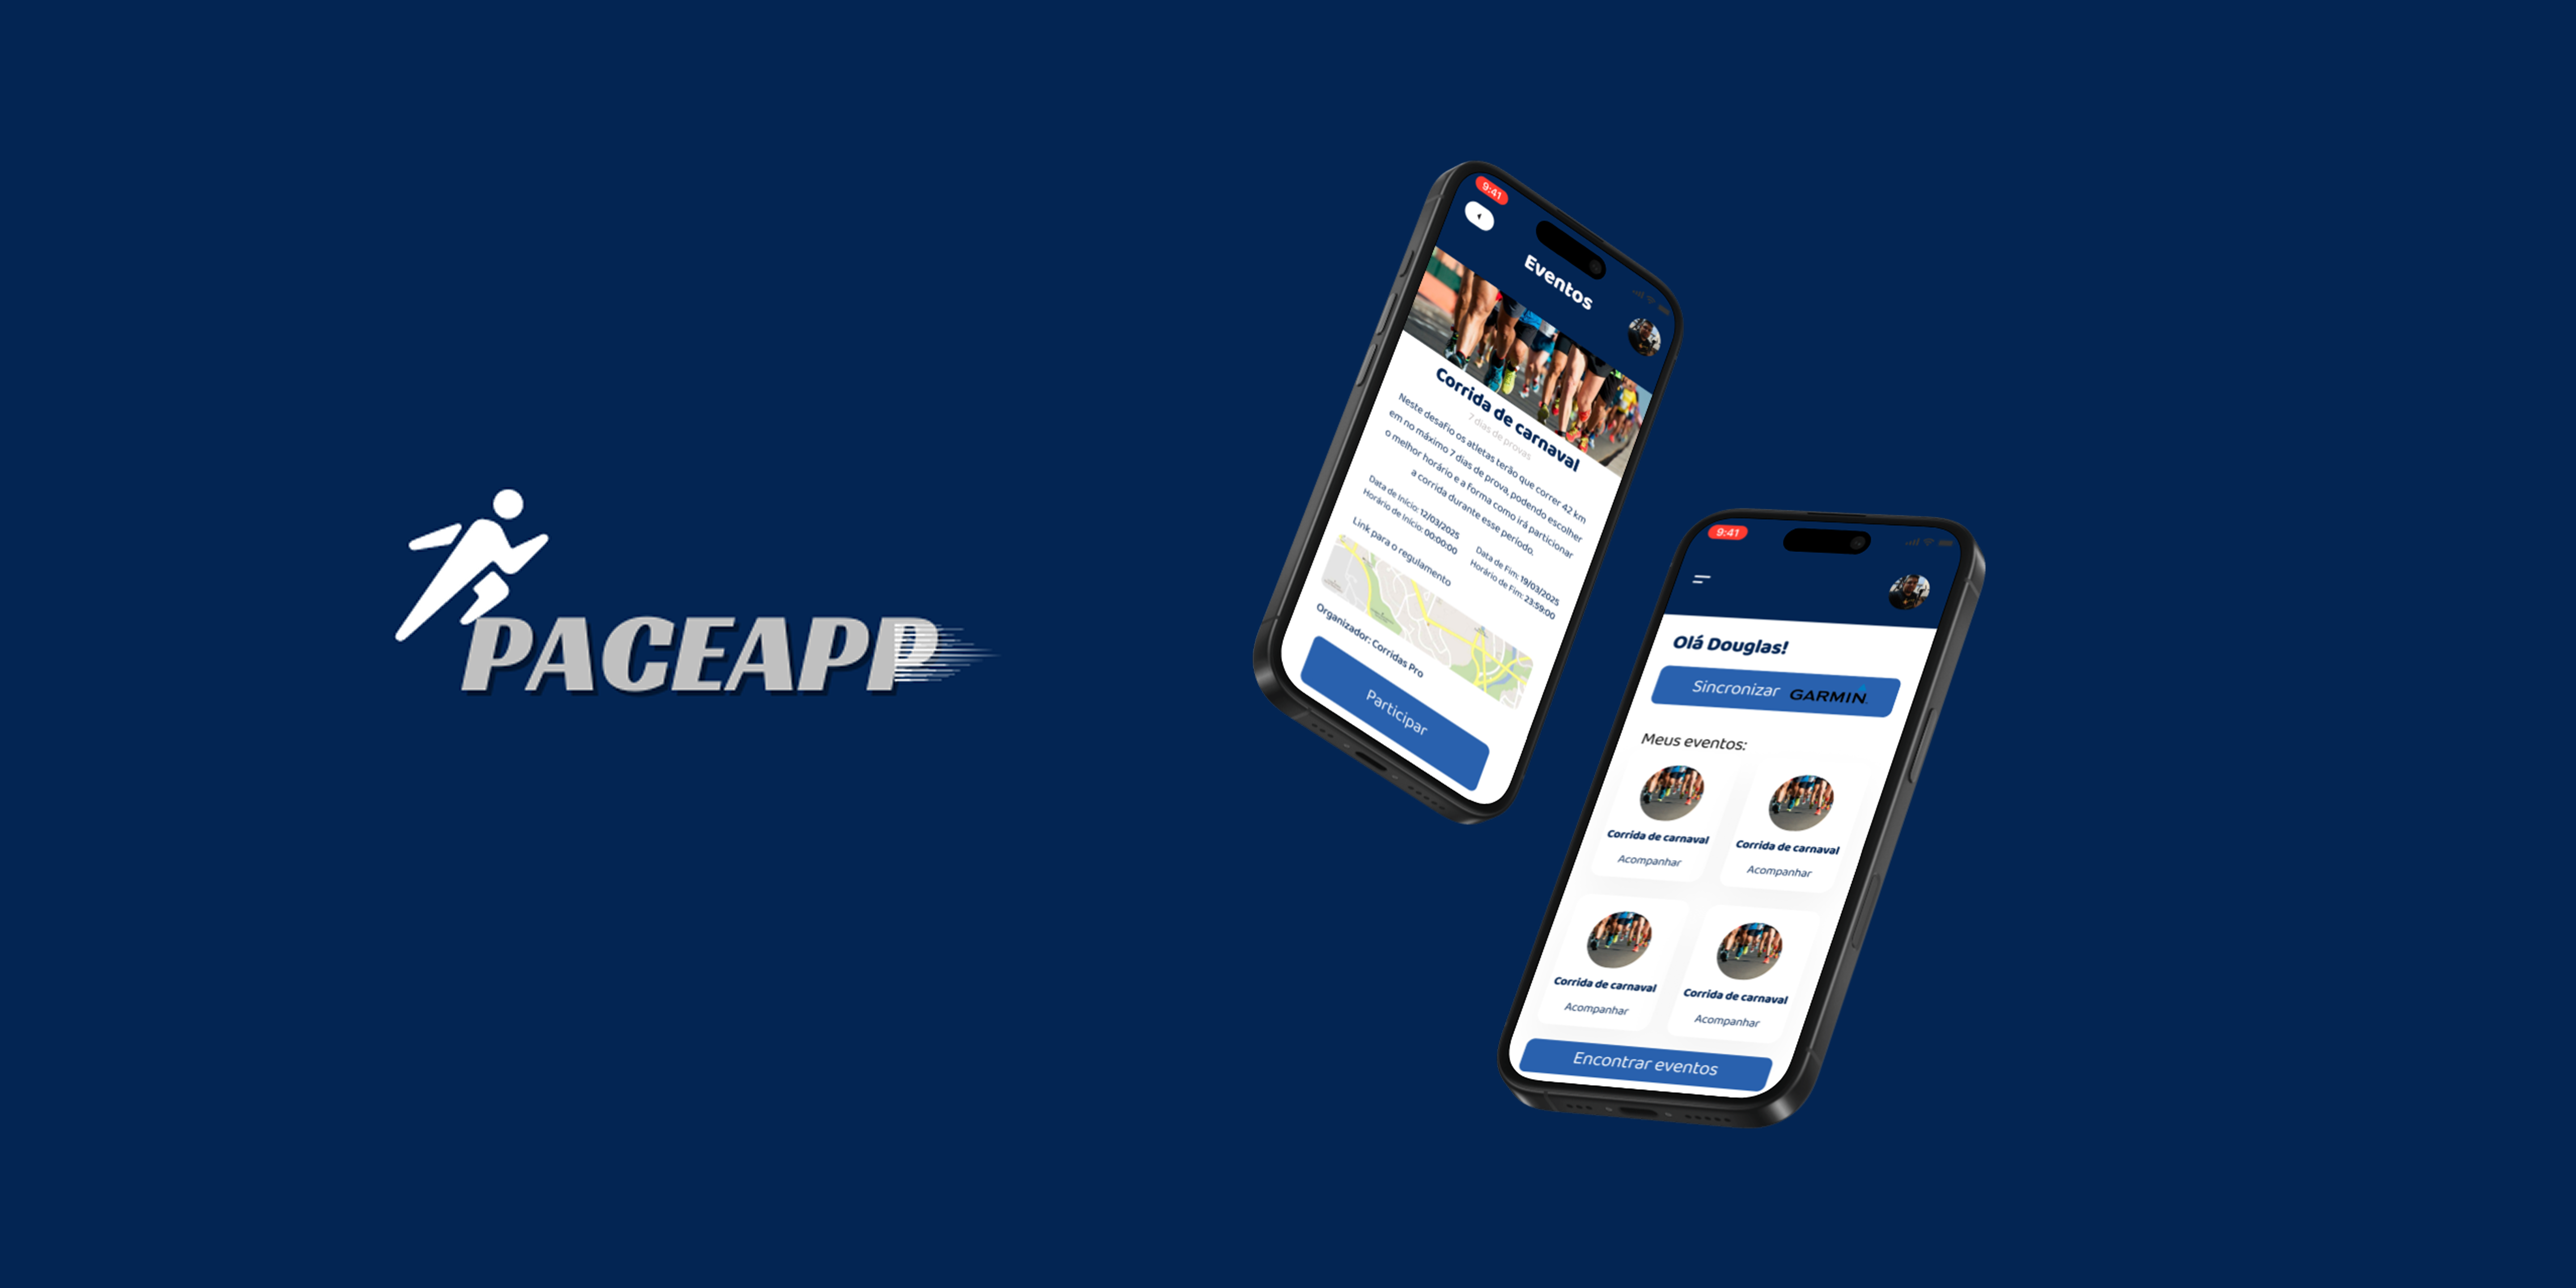 PACEAPP
9:41
Eventos
Corrida de carnaval
7 dias de provas
Neste desafio os atletas terão que correr 42 km
em no máximo 7 dias de prova, podendo escolher
o melhor horário e a forma como irá participar
a corrida durante esse período.
Data de Início: 12/03/2025
Horário de Início: 00:00:00
Data de Fim: 19/03/2025
Horário de Fim: 23:59:00
Link para o regulamento
Organizador: Corridas Pro
Participar
9:41
Olá Douglas!
Sincronizar GARMIN
Meus eventos:
Corrida de carnaval
Acompanhar
Corrida de carnaval
Acompanhar
Corrida de carnaval
Acompanhar
Corrida de carnaval
Acompanhar
Encontrar eventos